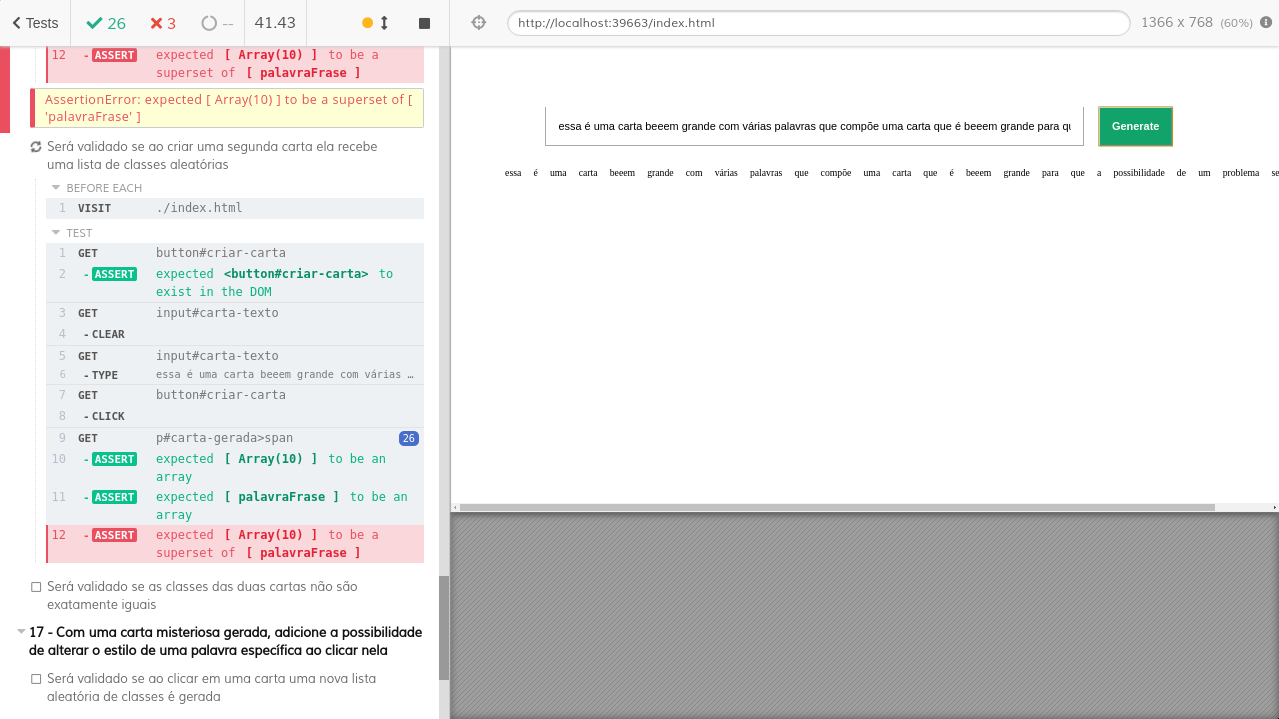 Tests 26 3 -- 41.43
http://localhost:39663/index.html 1366 x 768 (60%)
12 - ASSERT expected [ Array(10) ] to be a
superset of [ palavraFrase ]
AssertionError: expected [ Array(10) ] to be a superset of [
'palavraFrase' ]
Será validado se ao criar uma segunda carta ela recebe
uma lista de classes aleatórias
BEFORE EACH
1 VISIT ./index.html
TEST
1 GET button#criar-carta
2 - ASSERT expected <button#criar-carta> to
exist in the DOM
3 GET input#carta-texto
4 - CLEAR
5 GET input#carta-texto
6 - TYPE essa é uma carta beeem grande com várias …
7 GET button#criar-carta
8 - CLICK
9 GET p#carta-gerada>span 26
10 - ASSERT expected [ Array(10) ] to be an
array
11 - ASSERT expected [ palavraFrase ] to be an
array
12 - ASSERT expected [ Array(10) ] to be a
superset of [ palavraFrase ]
Será validado se as classes das duas cartas não são
exatamente iguais
17 - Com uma carta misteriosa gerada, adicione a possibilidade
de alterar o estilo de uma palavra específica ao clicar nela
Será validado se ao clicar em uma carta uma nova lista
aleatória de classes é gerada
essa é uma carta beeem grande com várias palavras que compõe uma carta que é beeem grande para qu
Generate
essa é uma carta beeem grande com várias palavras que compõe uma carta que é beeem grande para que a possibilidade de um problema se